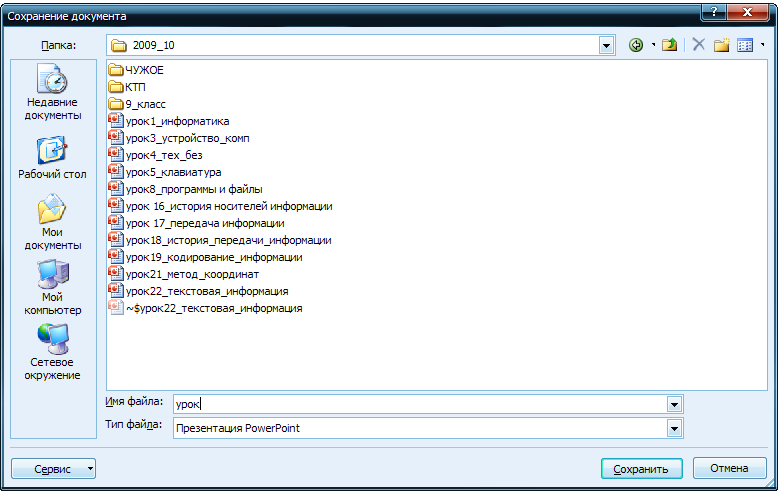 Сохранение документа
Папка:
2009_10
Недавние
документы
Рабочий стол
Мои
документы
Мой
компьютер
Сетевое
окружение
ЧУЖОЕ
КТП
9_класс
урок1_информатика
урок3_устройство_комп
урок4_тех_без
урок5_клавиатура
урок8_программы и файлы
урок 16_история носителей информации
урок 17_передача информации
урок18_история_передачи_информации
урок19_кодирование_информации
урок21_метод_координат
урок22_текстовая_информация
~$урок22_текстовая_информация
Имя файла:
урок
Тип файла:
Презентация PowerPoint
Сервис
Сохранить
Отмена